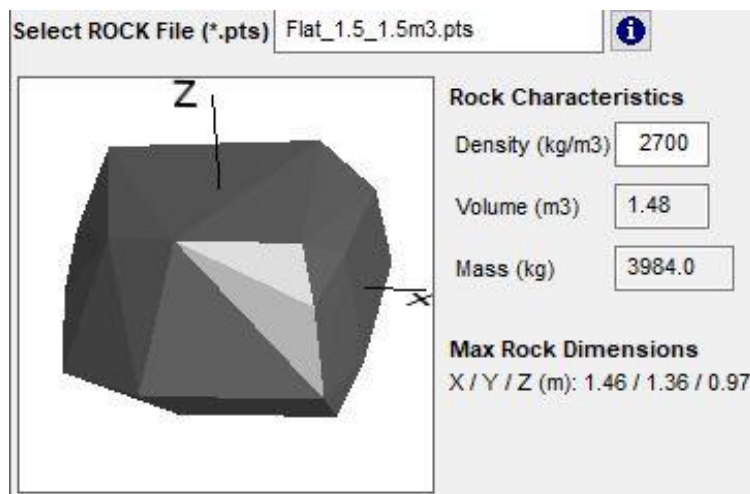 Select ROCK File (*.pts) Flat_1.5_1.5m3.pts
i
Z
x
Rock Characteristics
Density (kg/m3) 2700
Volume (m3) 1.48
Mass (kg) 3984.0
Max Rock Dimensions
X / Y / Z (m): 1.46 / 1.36 / 0.97